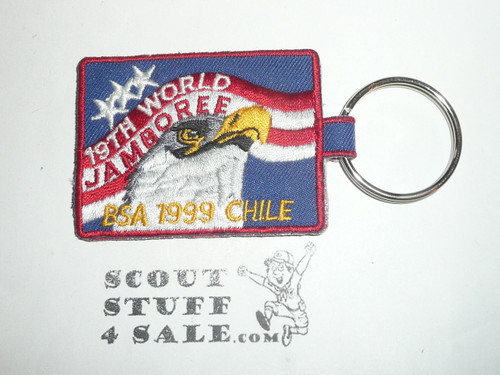 19TH WORLD
JAMBOREE
BSA 1999 CHILE
SCOUT
STUFF
4 SALE.COM